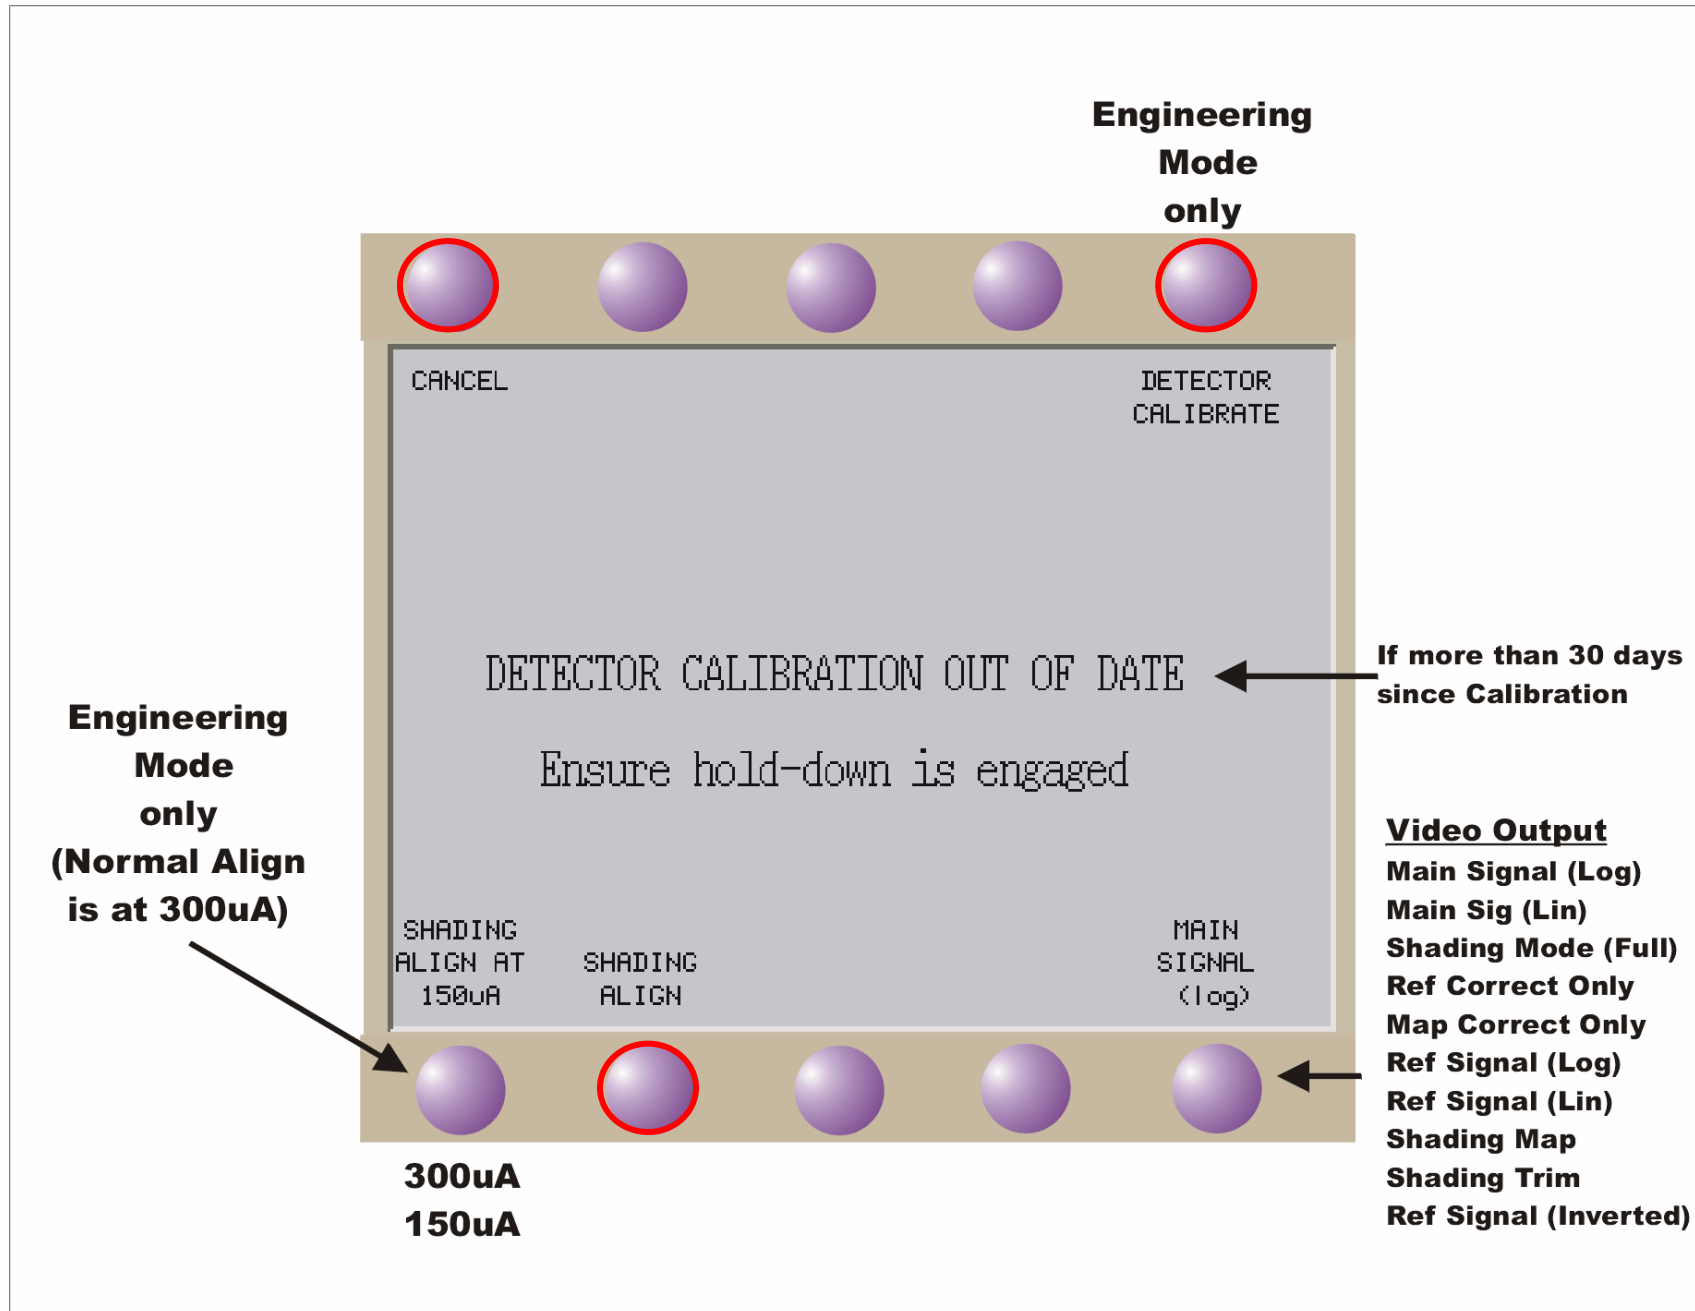 Engineering
Mode
only
CANCEL
DETECTOR
CALIBRATE
DETECTOR CALIBRATION OUT OF DATE
If more than 30 days
since Calibration
Ensure hold-down is engaged
Engineering
Mode
only
(Normal Align
is at 300uA)
SHADING
ALIGN AT
150uA
SHADING
ALIGN
MAIN
SIGNAL
(log)
Video Output
Main Signal (Log)
Main Sig (Lin)
Shading Mode (Full)
Ref Correct Only
Map Correct Only
Ref Signal (Log)
Ref Signal (Lin)
Shading Map
Shading Trim
Ref Signal (Inverted)
300uA
150uA